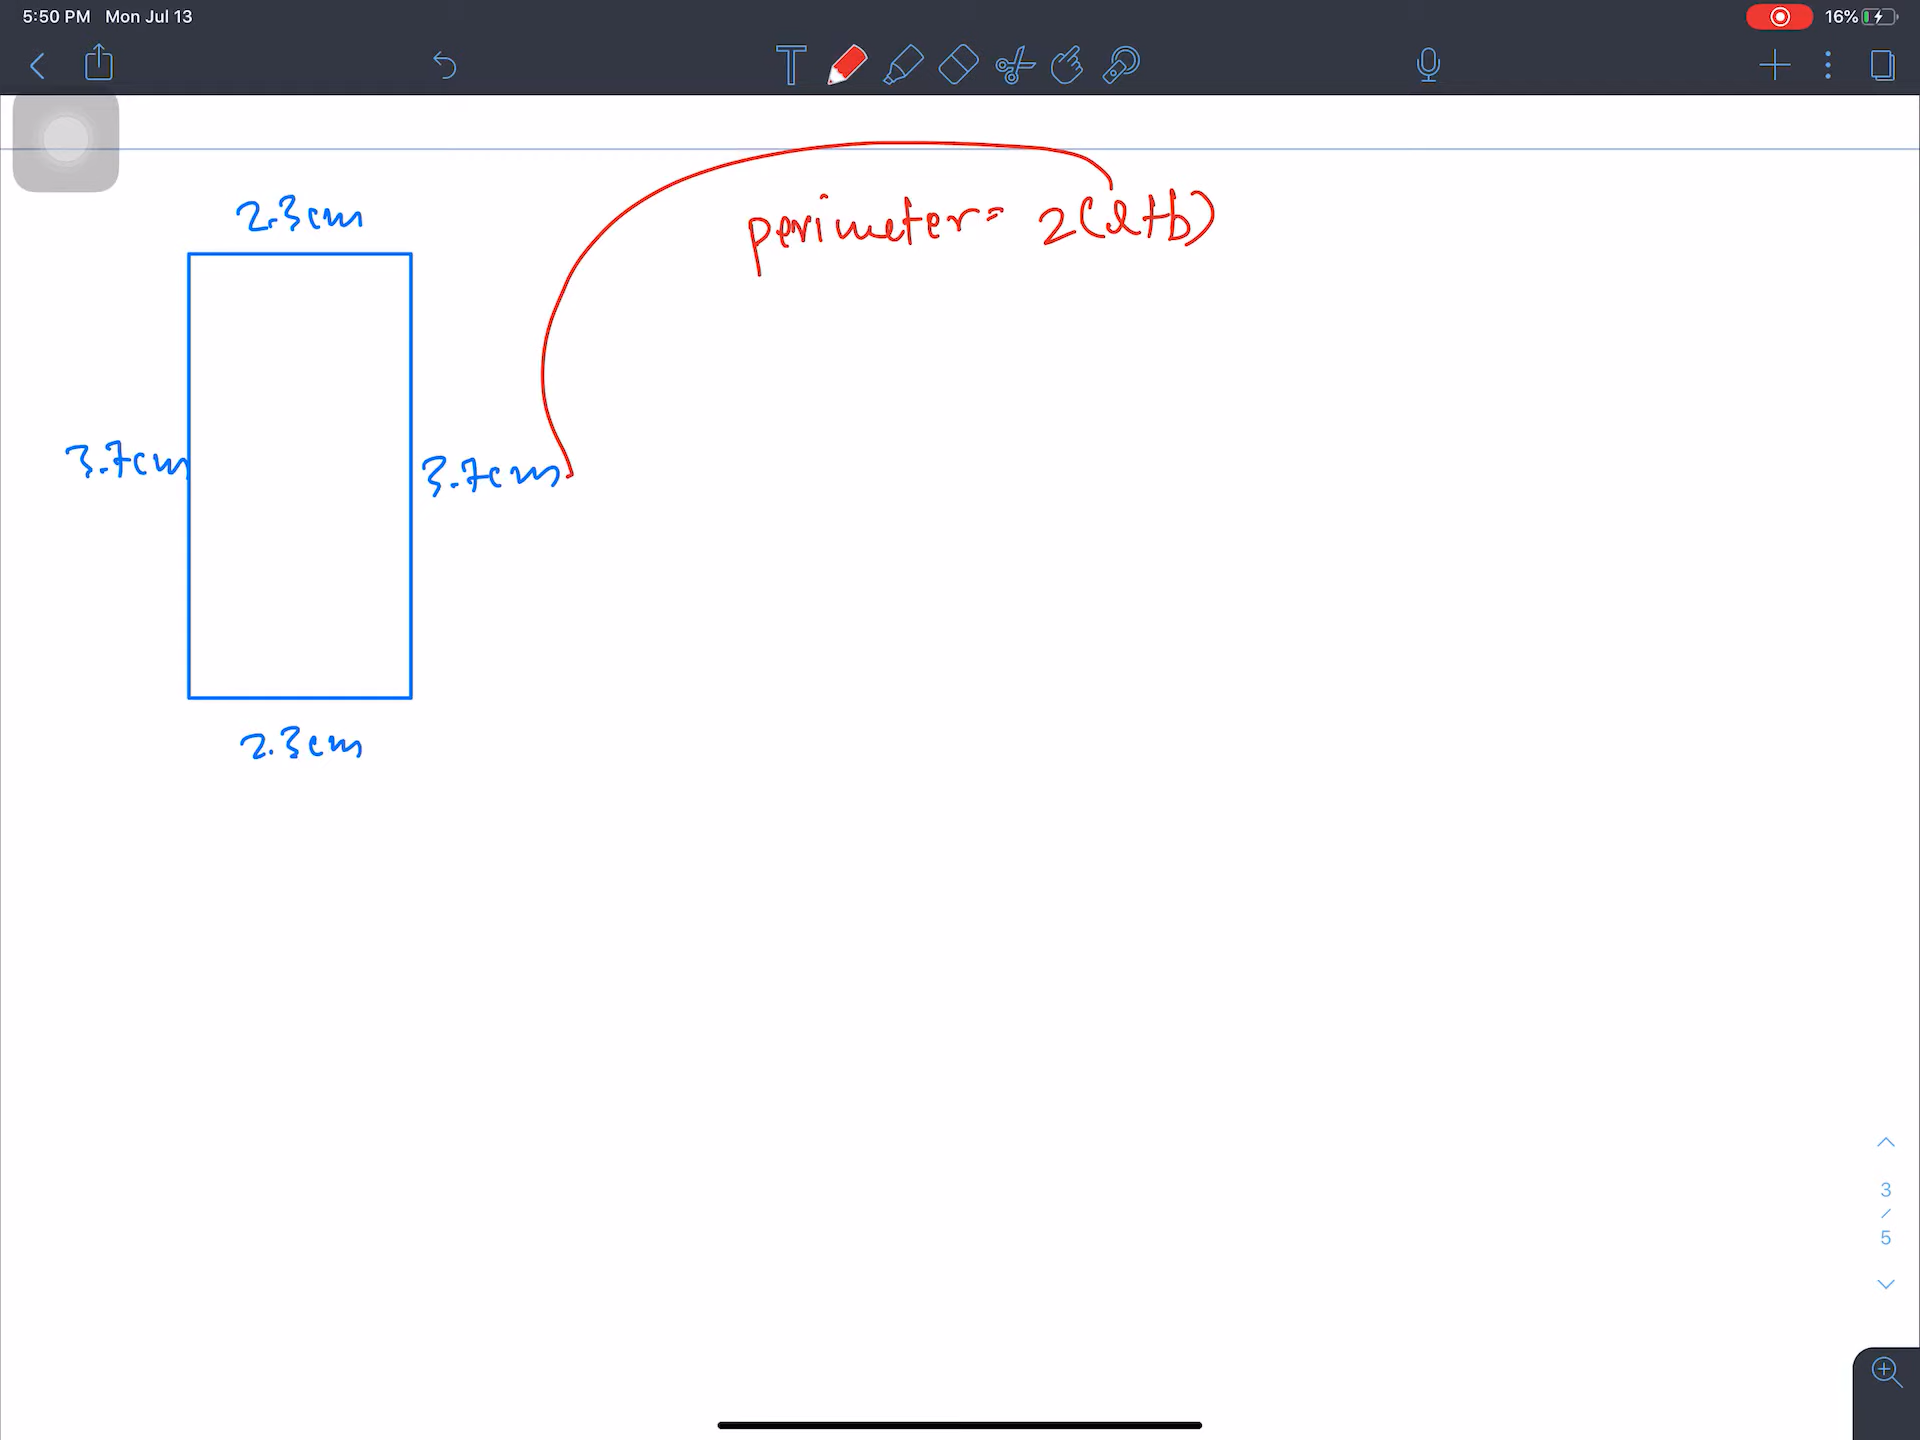 5:50 PM Mon Jul 13
16%
T
2.3cm
perimeter= 2(l+b)
3.7cm
3.7cm
2.3cm
3
/
5